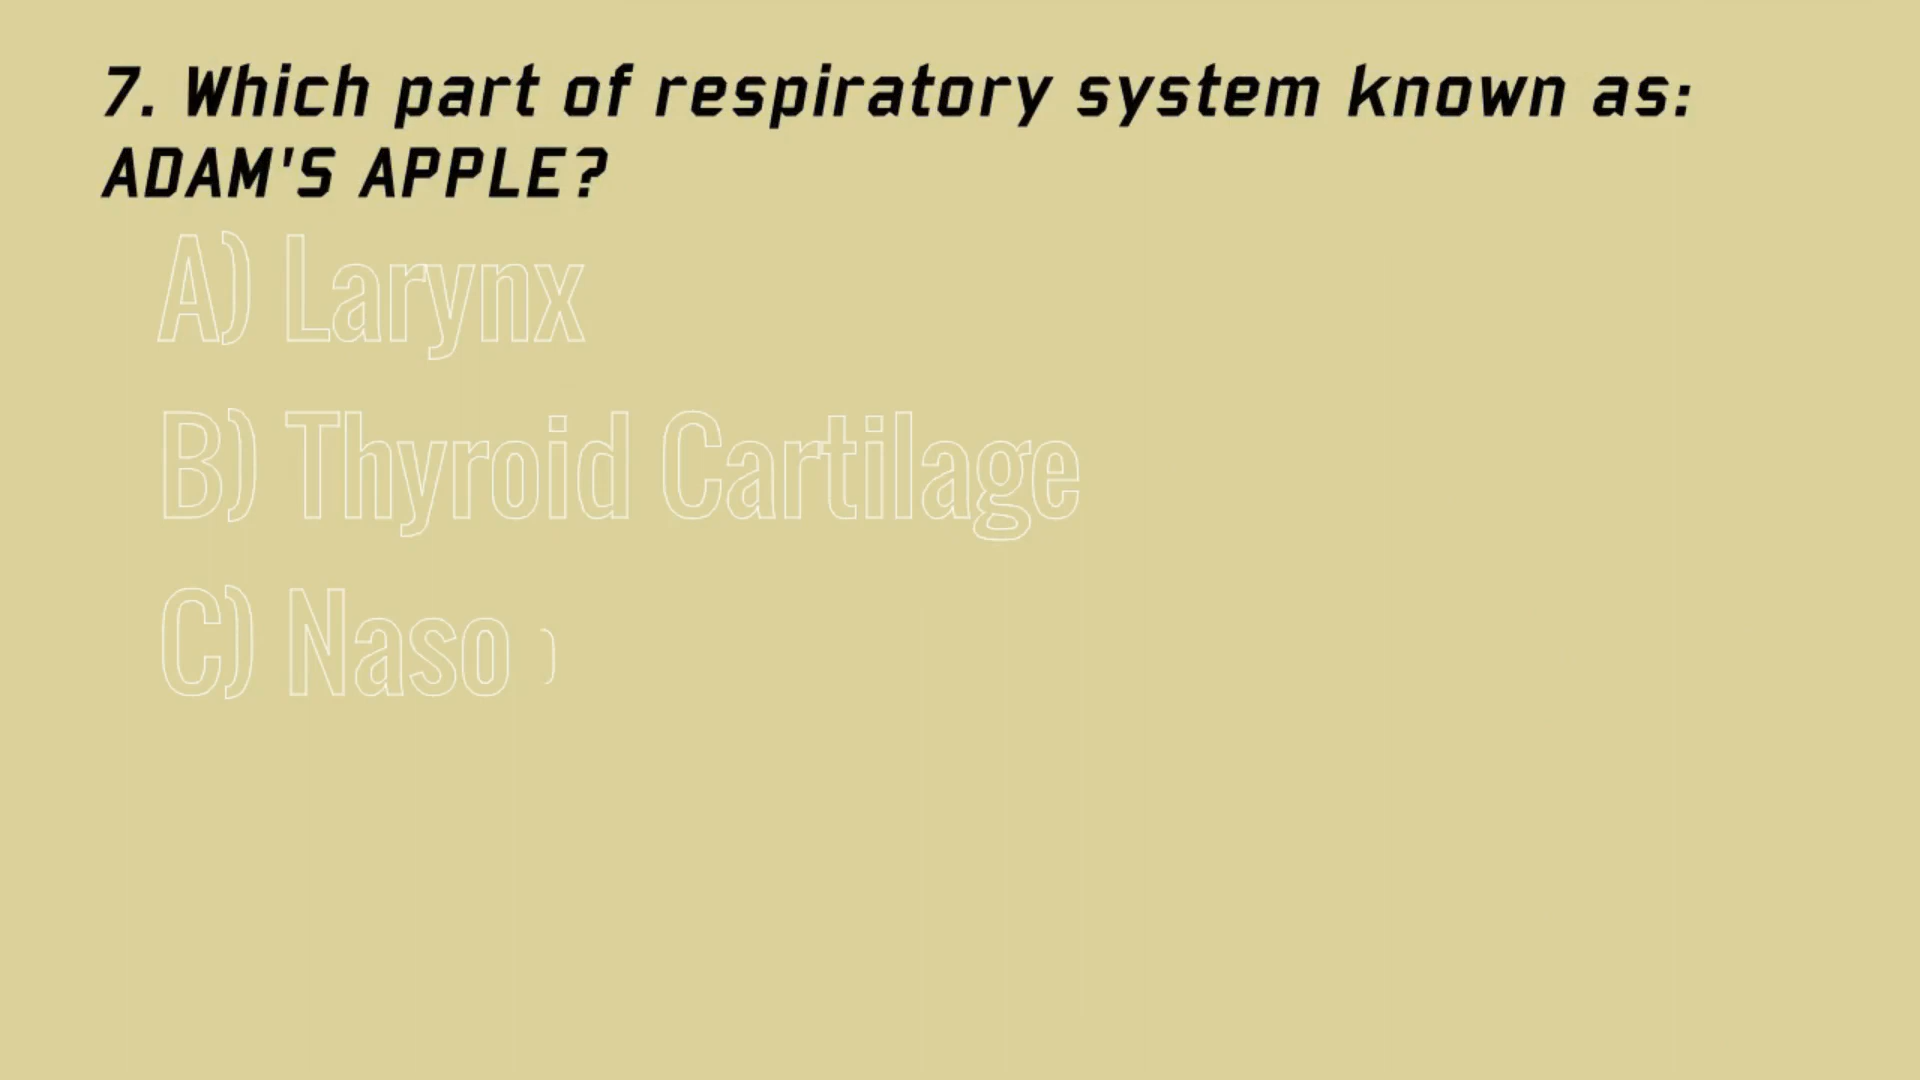 7. Which part of respiratory system known as:
ADAM'S APPLE?
A) Larynx
B) Thyroid Cartilage
C) Naso